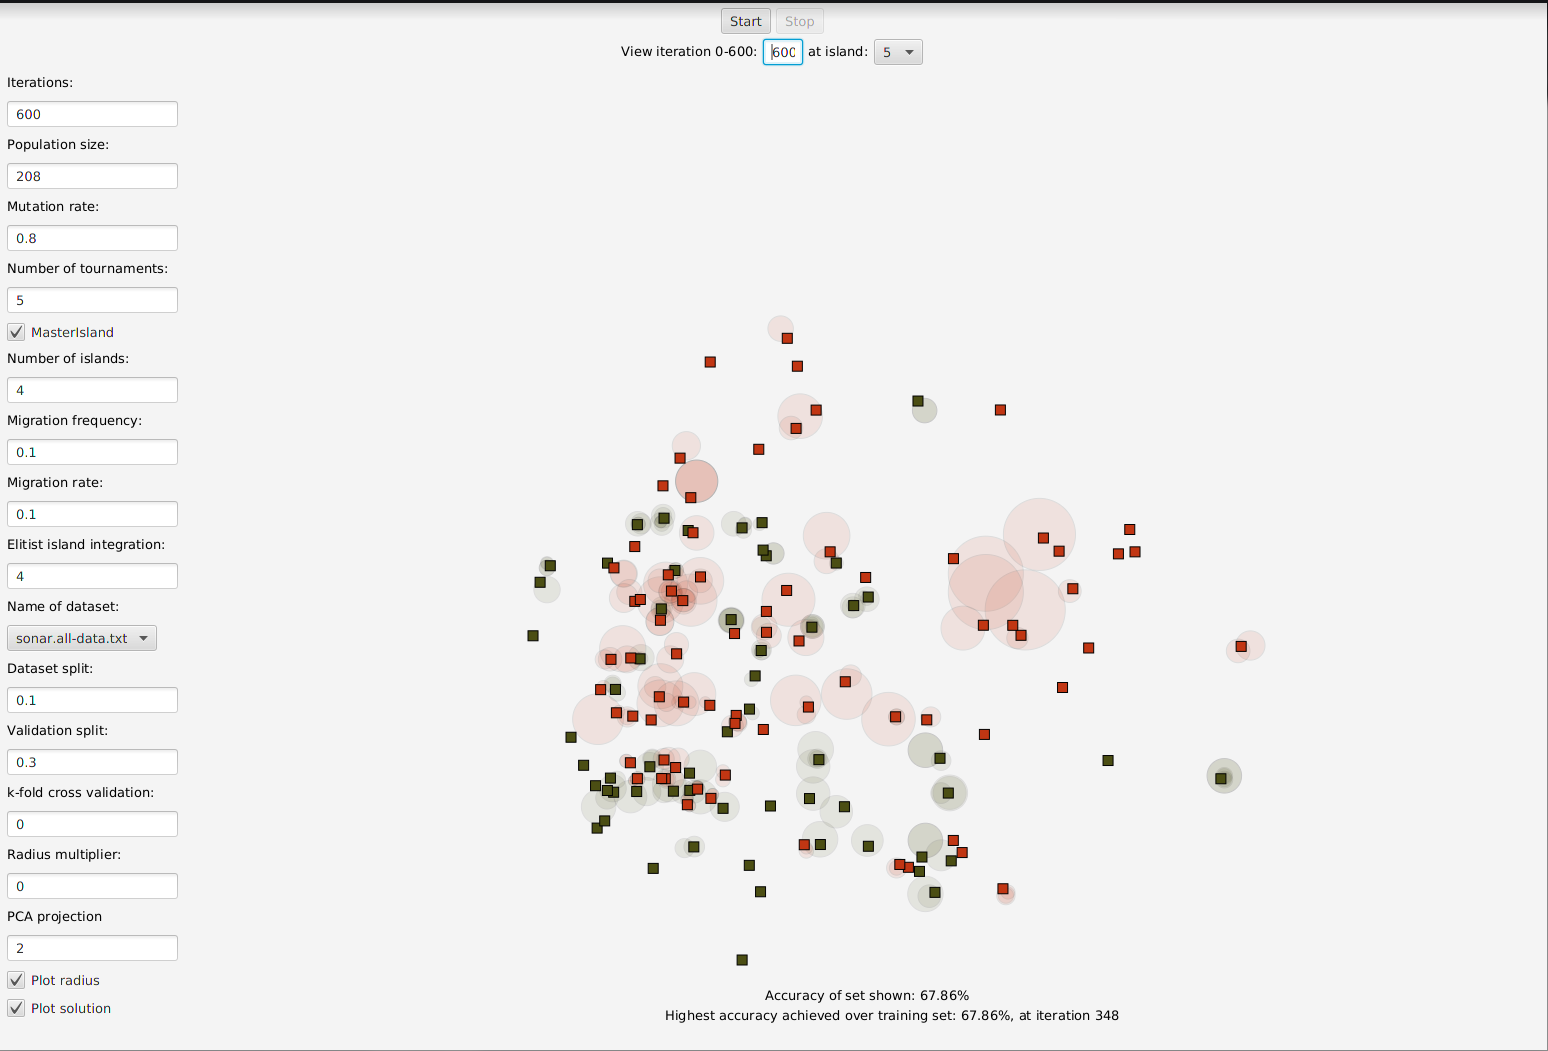 Start Stop
View iteration 0-600: 600 at island: 5
Iterations:
600
Population size:
208
Mutation rate:
0.8
Number of tournaments:
5
MasterIsland
Number of islands:
4
Migration frequency:
0.1
Migration rate:
0.1
Elitist island integration:
4
Name of dataset:
sonar.all-data.txt
Dataset split:
0.1
Validation split:
0.3
k-fold cross validation:
0
Radius multiplier:
0
PCA projection
2
Plot radius
Plot solution
Accuracy of set shown: 67.86%
Highest accuracy achieved over training set: 67.86%, at iteration 348